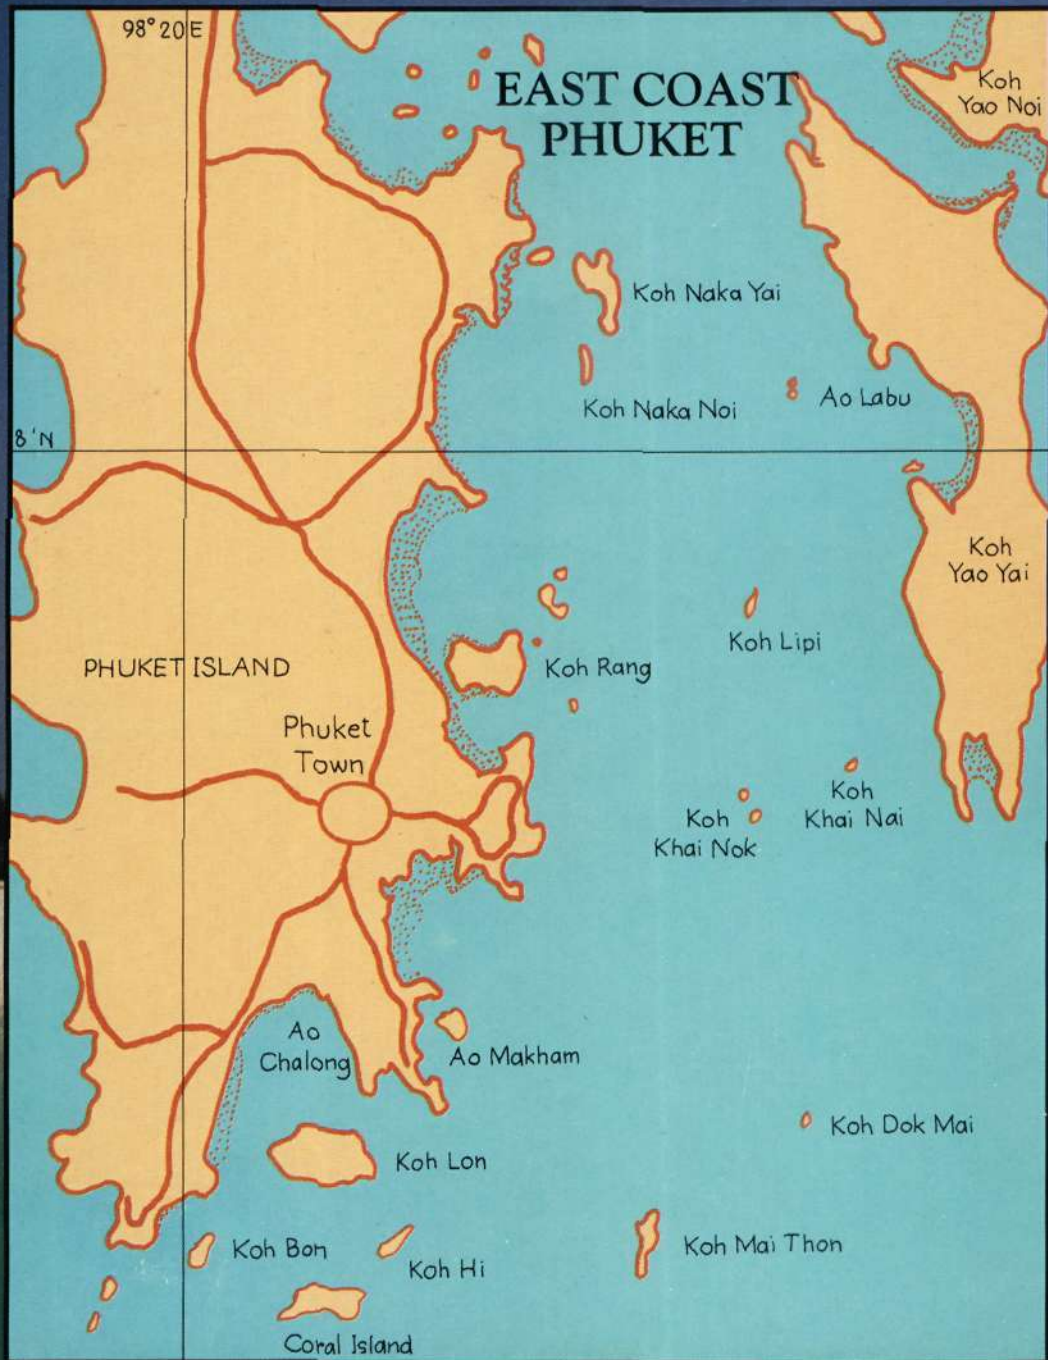 98°20'E
EAST COAST
PHUKET
Koh
Yao Noi
Koh Naka Yai
Koh Naka Noi
Ao Labu
8'N
Koh
Yao Yai
Koh Lipi
PHUKET ISLAND
Koh Rang
Phuket
Town
Koh
Khai Nai
Koh
Khai Nok
Ao
Chalong
Ao Makham
Koh Dok Mai
Koh Lon
Koh Bon
Koh Hi
Koh Mai Thon
Coral Island